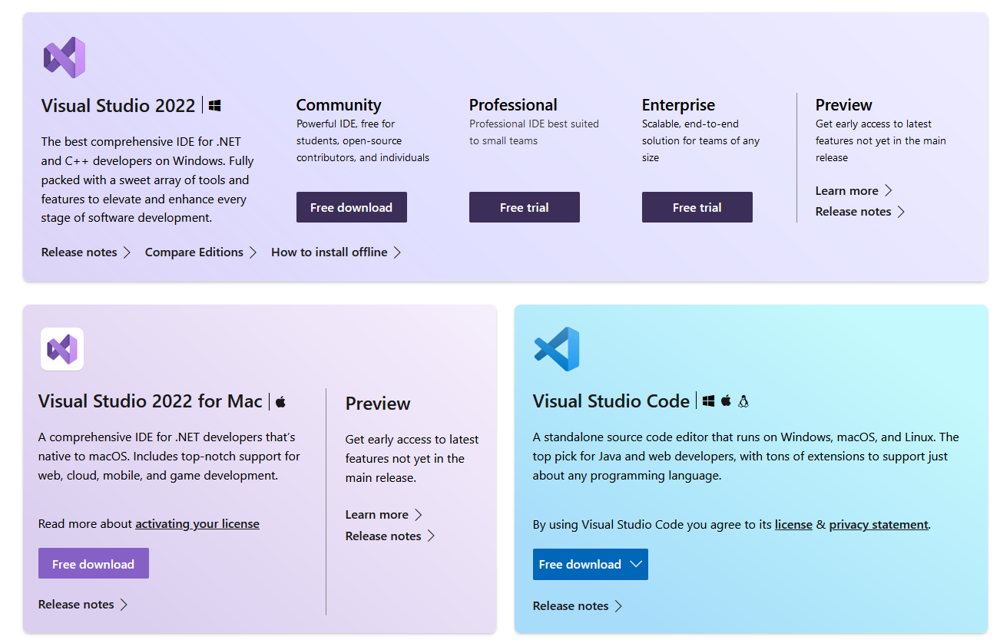 Visual Studio 2022
The best comprehensive IDE for .NET
and C++ developers on Windows. Fully
packed with a sweet array of tools and
features to elevate and enhance every
stage of software development.
Community
Powerful IDE, free for
students, open-source
contributors, and individuals
Free download
Professional
Professional IDE best suited
to small teams
Free trial
Enterprise
Scalable, end-to-end
solution for teams of any
size
Free trial
Preview
Get early access to latest
features not yet in the main
release
Learn more
Release notes
Release notes Compare Editions How to install offline
Visual Studio 2022 for Mac
A comprehensive IDE for .NET developers that's
native to macOS. Includes top-notch support for
web, cloud, mobile, and game development.
Read more about activating your license
Free download
Release notes
Preview
Get early access to latest
features not yet in the
main release.
Learn more
Release notes
Visual Studio Code
A standalone source code editor that runs on Windows, macOS, and Linux. The
top pick for Java and web developers, with tons of extensions to support just
about any programming language.
By using Visual Studio Code you agree to its license & privacy statement.
Free download
Release notes